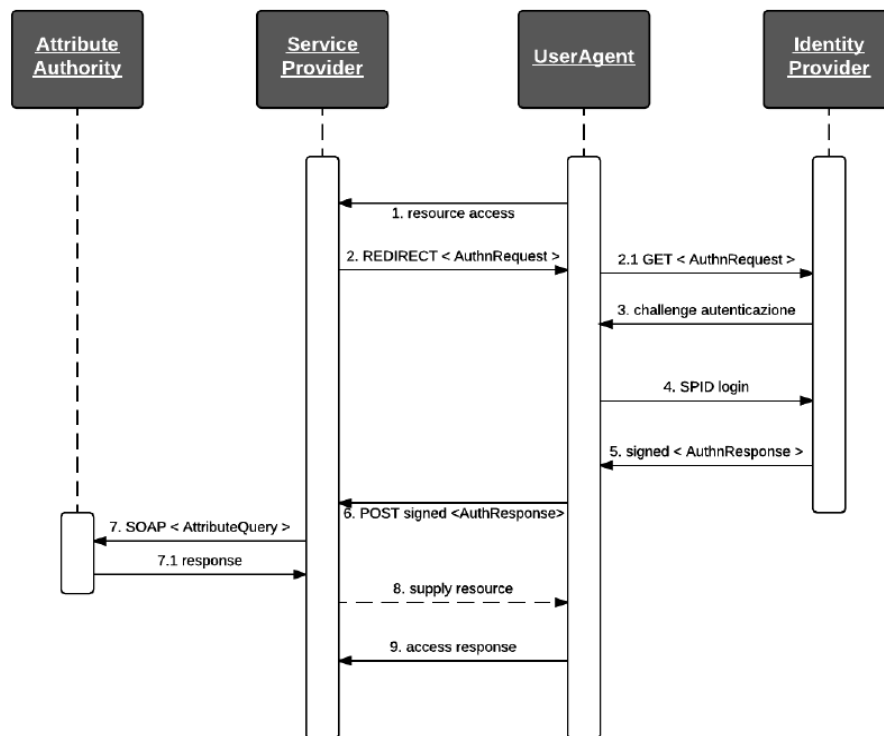 Attribute
Authority
Service
Provider
UserAgent
Identity
Provider
1. resource access
2. REDIRECT < AuthnRequest >
2.1 GET < AuthnRequest >
3. challenge autenticazione
4. SPID login
5. signed < AuthnResponse >
6. POST signed <AuthResponse>
7. SOAP < AttributeQuery >
7.1 response
8. supply resource
9. access response